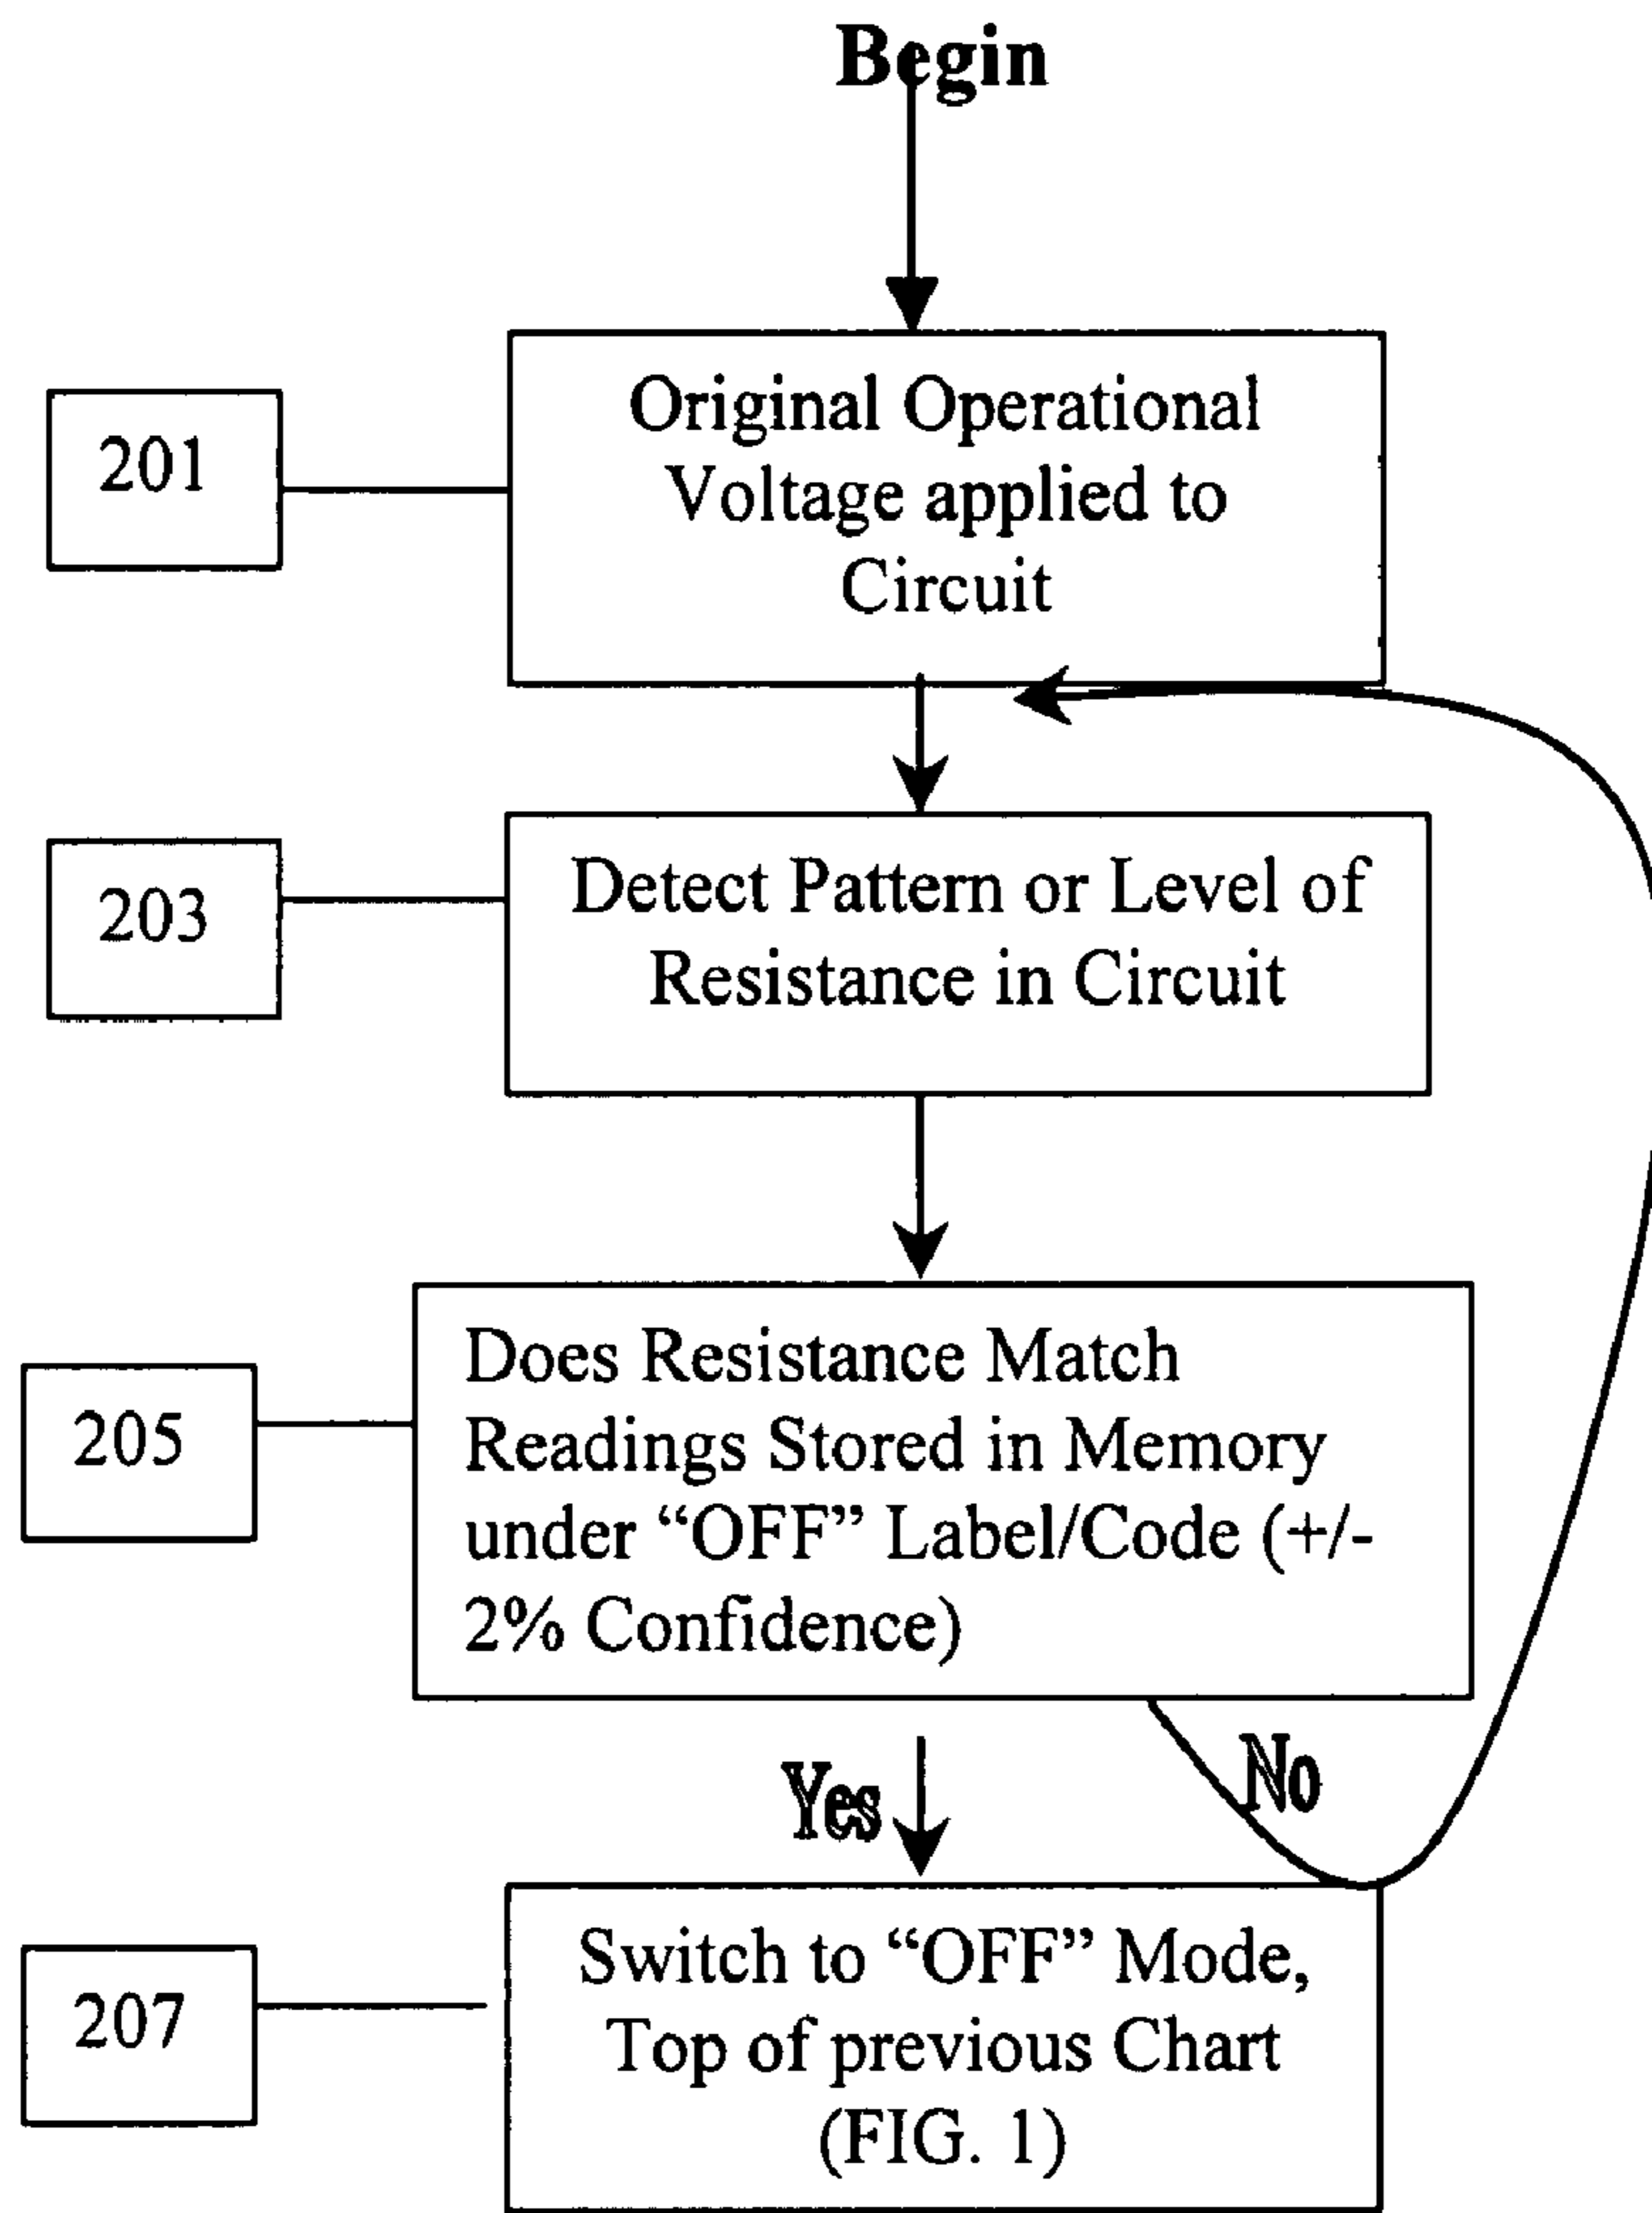 Begin
201
Original Operational
Voltage applied to
Circuit
203
Detect Pattern or Level of
Resistance in Circuit
205
Does Resistance Match
Readings Stored in Memory
under “OFF” Label/Code (+/-
2% Confidence)
Yes
No
207
Switch to “OFF” Mode,
Top of previous Chart
(FIG. 1)